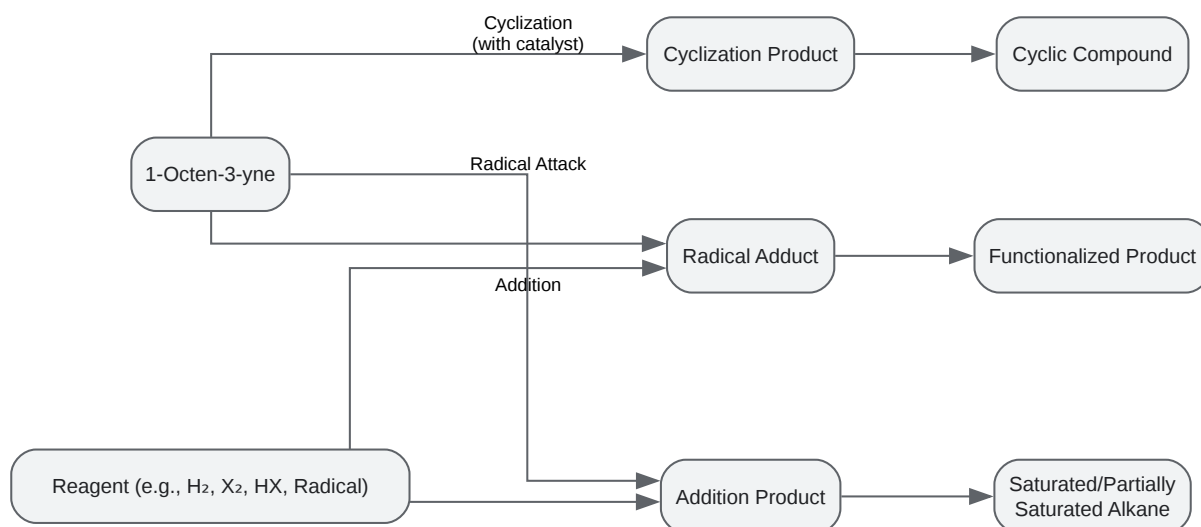 Cyclization
(with catalyst)
Cyclization Product
Cyclic Compound
1-Octen-3-yne
Radical Attack
Radical Adduct
Functionalized Product
Addition
Reagent (e.g., H₂, X₂, HX, Radical)
Addition Product
Saturated/Partially
Saturated Alkane